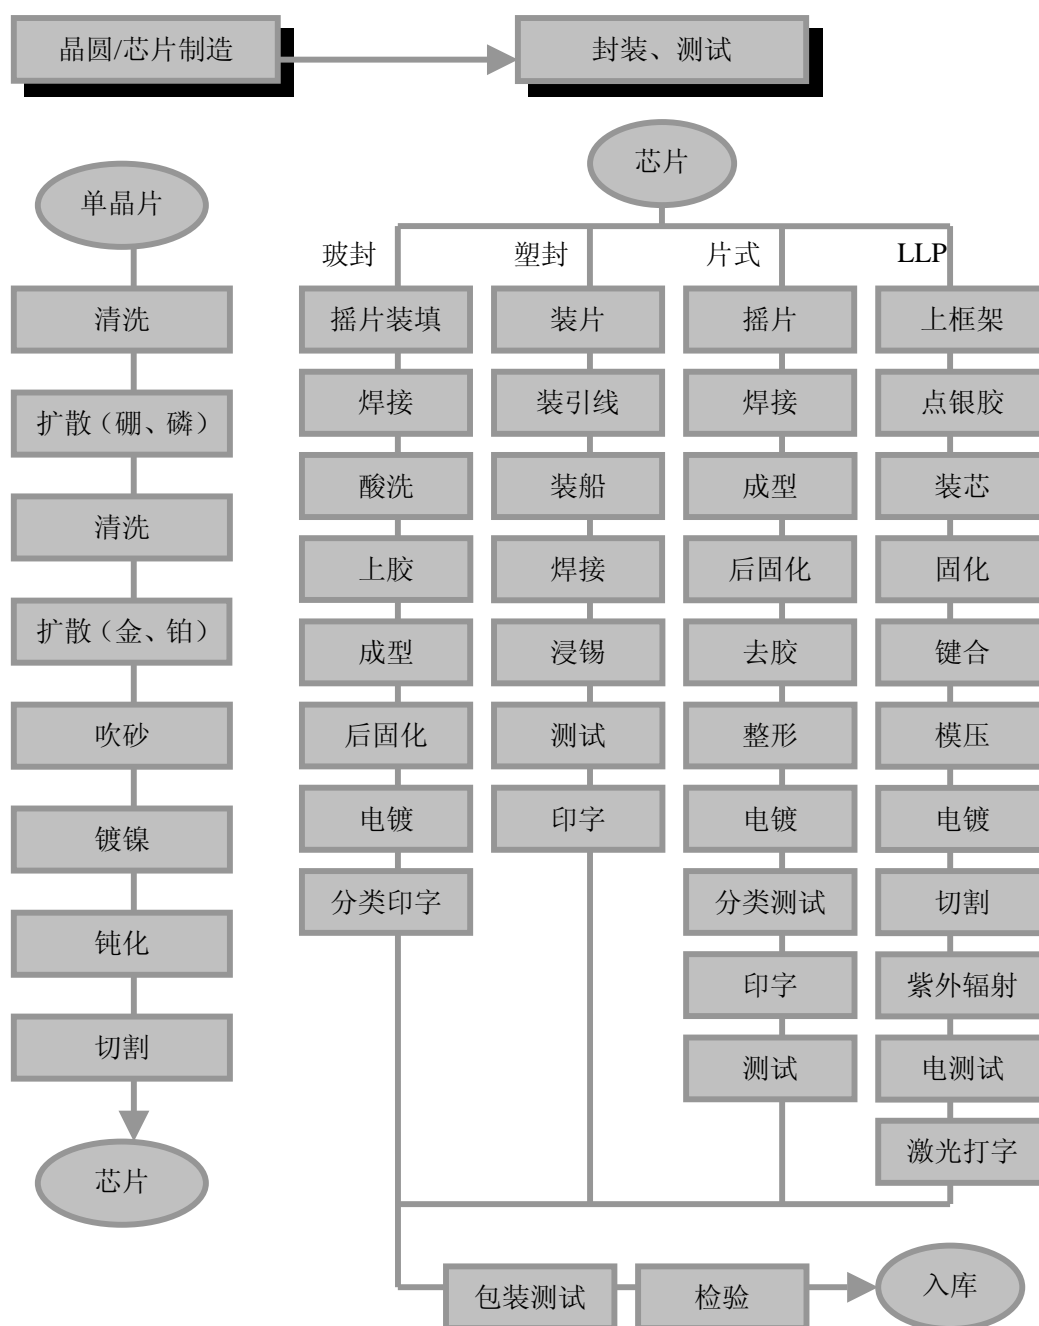 晶圆/芯片制造
封装、测试
单晶片
清洗
扩散（硼、磷）
清洗
扩散（金、铂）
吹砂
镀镍
钝化
切割
芯片
芯片
玻封
摇片装填
焊接
酸洗
上胶
成型
后固化
电镀
分类印字
塑封
装片
装引线
装船
焊接
浸锡
测试
印字
片式
摇片
焊接
成型
后固化
去胶
整形
电镀
分类测试
印字
测试
LLP
上框架
点银胶
装芯
固化
键合
模压
电镀
切割
紫外辐射
电测试
激光打字
包装测试
检验
入库